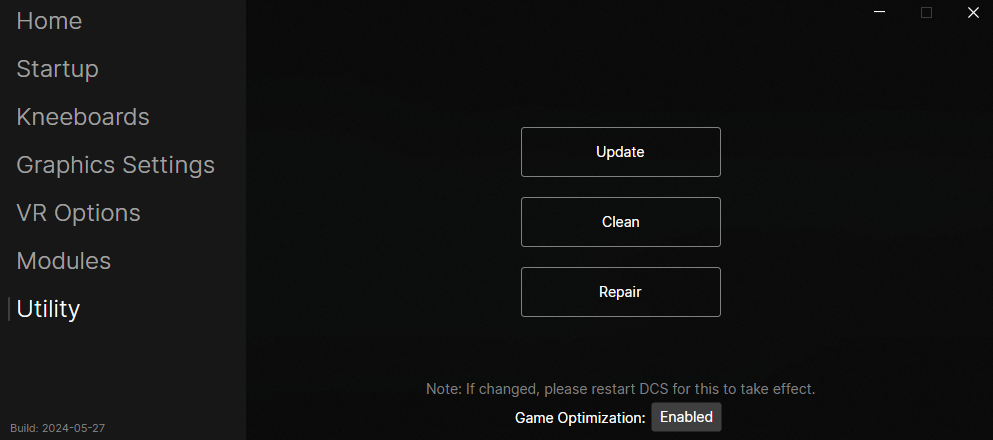 Home
Startup
Kneeboards
Graphics Settings
VR Options
Modules
Utility
Build: 2024-05-27
Update
Clean
Repair
Note: If changed, please restart DCS for this to take effect.
Game Optimization: Enabled